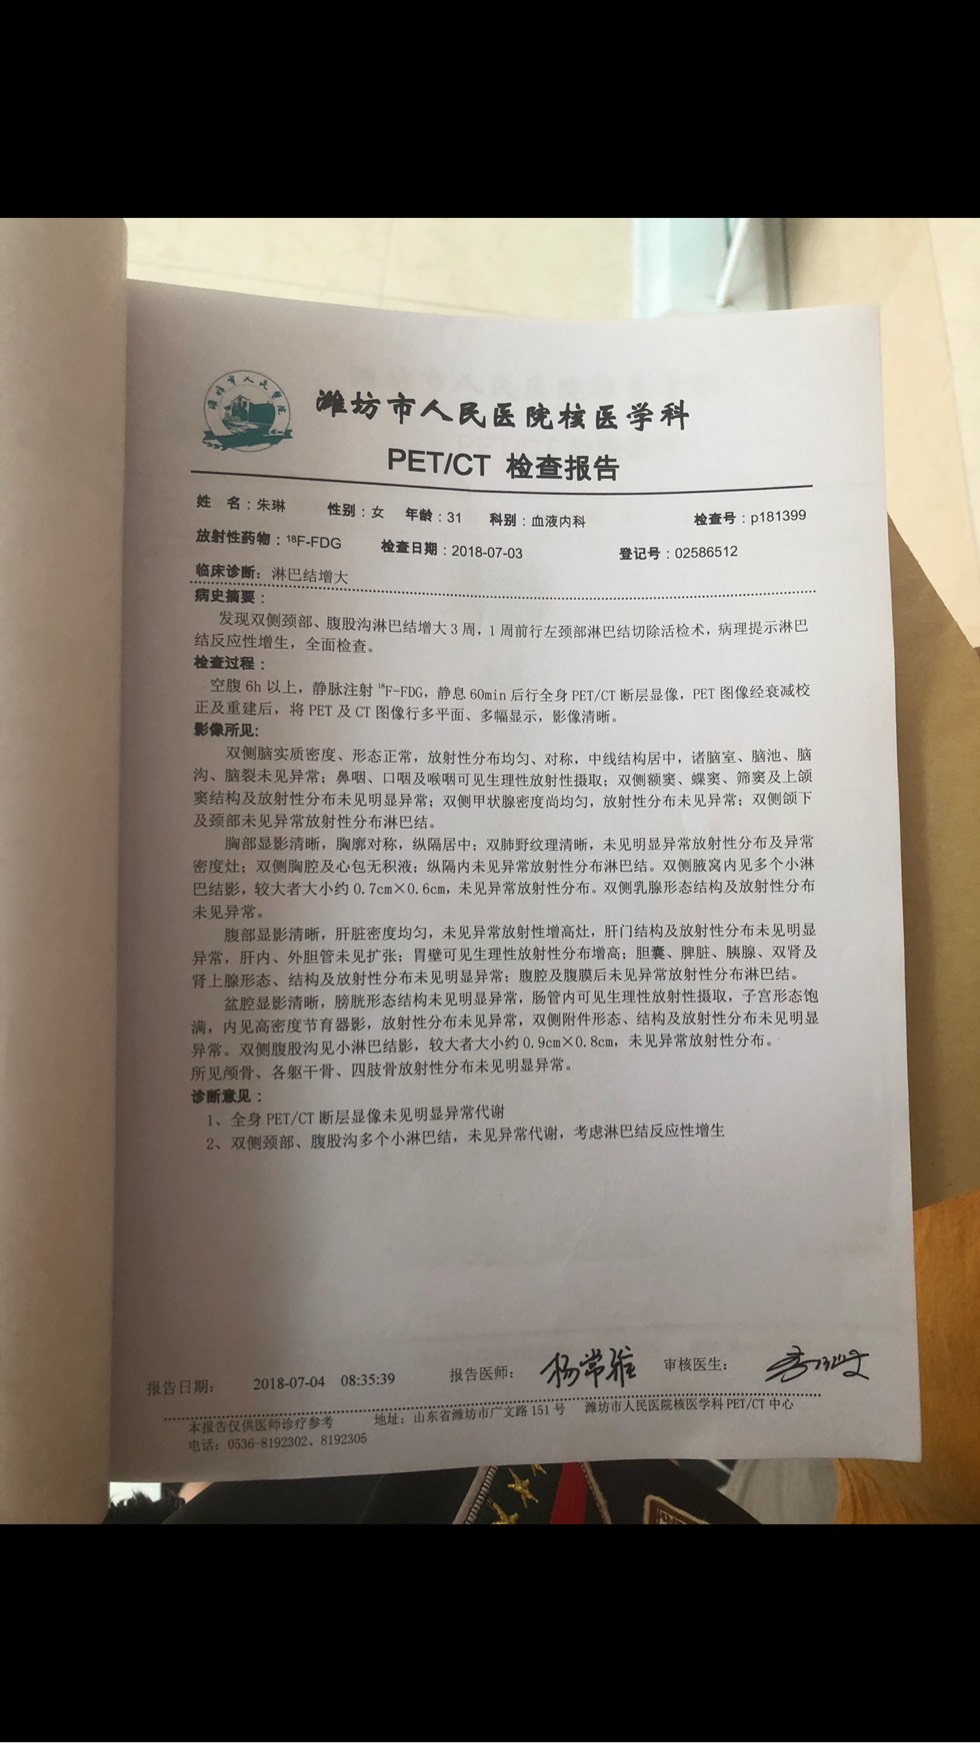 潍坊市人民医院
潍坊市人民医院核医学科
PET/CT 检查报告
姓 名：朱琳 性别：女 年龄：31 科别：血液内科 检查号：p181399
放射性药物：¹⁸F-FDG 检查日期：2018-07-03 登记号：02586512
临床诊断：淋巴结增大
病史摘要：
发现双侧颈部、腹股沟淋巴结增大 3 周，1 周前行左颈部淋巴结切除活检术，病理提示淋巴
结反应性增生，全面检查。
检查过程：
空腹 6h 以上，静脉注射 ¹⁸F-FDG，静息 60min 后行全身 PET/CT 断层显像，PET 图像经衰减校
正及重建后，将 PET 及 CT 图像行多平面、多幅显示，影像清晰。
影像所见：
双侧脑实质密度、形态正常，放射性分布均匀、对称，中线结构居中，诸脑室、脑池、脑
沟、脑裂未见异常；鼻咽、口咽及喉咽可见生理性放射性摄取；双侧额窦、蝶窦、筛窦及上颌
窦结构及放射性分布未见明显异常；双侧甲状腺密度尚均匀，放射性分布未见异常；双侧颌下
及颈部未见异常放射性分布淋巴结。
胸部显影清晰，胸廓对称，纵隔居中；双肺野纹理清晰，未见明显异常放射性分布及异常
密度灶；双侧胸腔及心包无积液；纵隔内未见异常放射性分布淋巴结。双侧腋窝内见多个小淋
巴结影，较大者大小约 0.7cm×0.6cm，未见异常放射性分布。双侧乳腺形态结构及放射性分布
未见异常。
腹部显影清晰，肝脏密度均匀，未见异常放射性增高灶，肝门结构及放射性分布未见明显
异常，肝内、外胆管未见扩张；胃壁可见生理性放射性分布增高；胆囊、脾脏、胰腺、双肾及
肾上腺形态、结构及放射性分布未见明显异常；腹腔及腹膜后未见异常放射性分布淋巴结。
盆腔显影清晰，膀胱形态结构未见明显异常，肠管内可见生理性放射性摄取，子宫形态饱
满，内见高密度节育器影，放射性分布未见异常，双侧附件形态、结构及放射性分布未见明显
异常。双侧腹股沟见小淋巴结影，较大者大小约 0.9cm×0.8cm，未见异常放射性分布。
所见颅骨、各躯干骨、四肢骨放射性分布未见明显异常。
诊断意见：
1、全身 PET/CT 断层显像未见明显异常代谢
2、双侧颈部、腹股沟多个小淋巴结，未见异常代谢，考虑淋巴结反应性增生
报告日期： 2018-07-04 08:35:39 报告医师： 审核医生：
本报告仅供医师诊疗参考 地址：山东省潍坊市广文路 151 号 潍坊市人民医院核医学科 PET/CT 中心
电话：0536-8192302、8192305